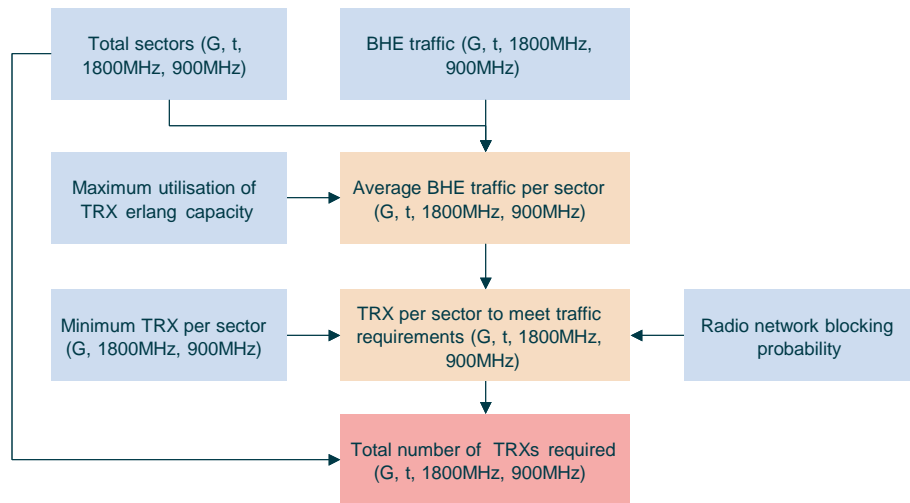 Total sectors (G, t,
1800MHz, 900MHz)
BHE traffic (G, t, 1800MHz,
900MHz)
Maximum utilisation of
TRX erlang capacity
Average BHE traffic per sector
(G, t, 1800MHz, 900MHz)
Minimum TRX per sector
(G, 1800MHz, 900MHz)
TRX per sector to meet traffic
requirements (G, t, 1800MHz,
900MHz)
Radio network blocking
probability
Total number of TRXs required
(G, t, 1800MHz, 900MHz)